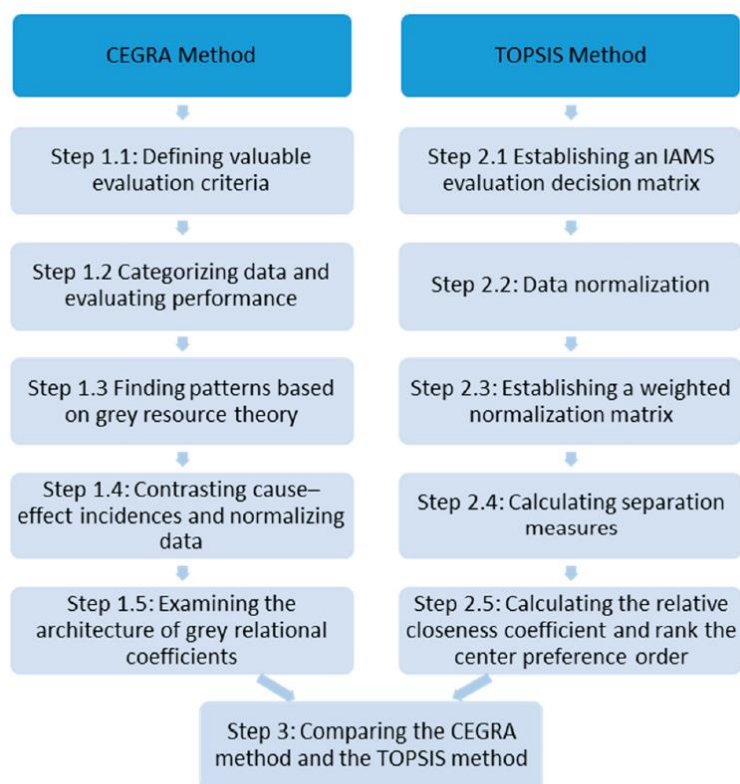 CEGRA Method
Step 1.1: Defining valuable
evaluation criteria
Step 1.2 Categorizing data and
evaluating performance
Step 1.3 Finding patterns based
on grey resource theory
Step 1.4: Contrasting cause–
effect incidences and normalizing
data
Step 1.5: Examining the
architecture of grey relational
coefficients
TOPSIS Method
Step 2.1 Establishing an IAMS
evaluation decision matrix
Step 2.2: Data normalization
Step 2.3: Establishing a weighted
normalization matrix
Step 2.4: Calculating separation
measures
Step 2.5: Calculating the relative
closeness coefficient and rank the
center preference order
Step 3: Comparing the CEGRA
method and the TOPSIS method